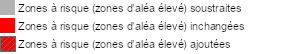 Zones à risque (zones d'aléa élevé) soustraites
Zones à risque (zones d'aléa élevé) inchangées
Zones à risque (zones d'aléa élevé) ajoutées